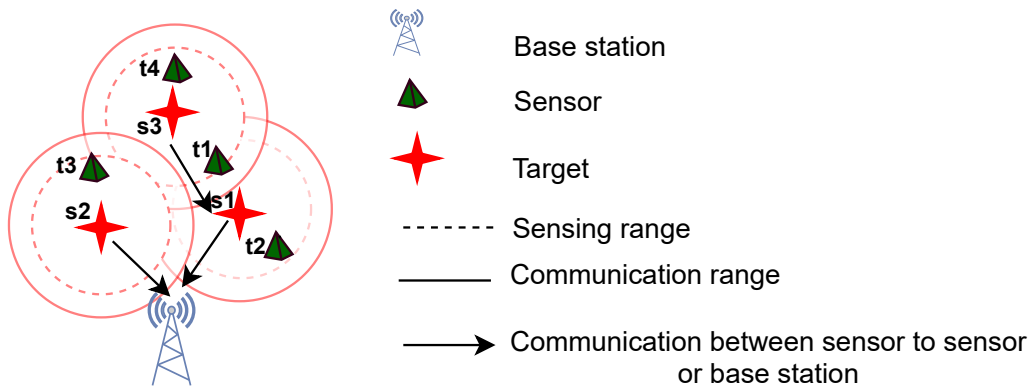 t4
s3
t3
t1
s2
s1
t2
Base station
Sensor
Target
Sensing range
Communication range
Communication between sensor to sensor
or base station